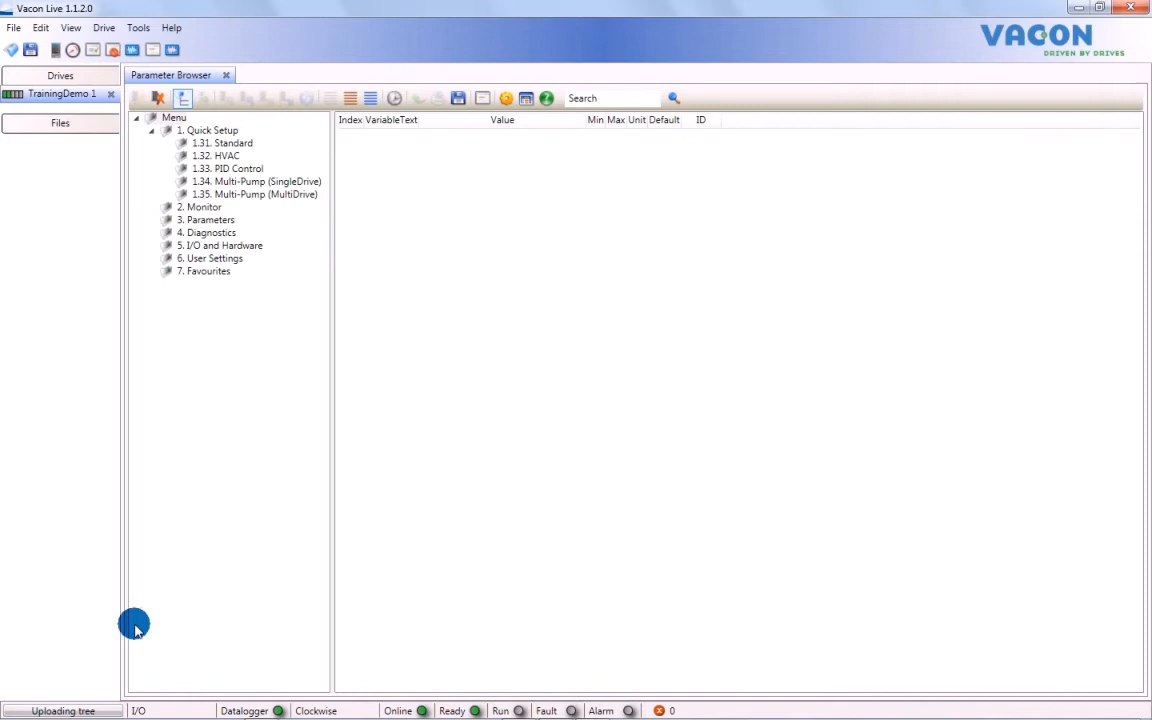 Vacon Live 1.1.2.0
File Edit View Drive Tools Help
VACON
DRIVEN BY DRIVES
Drives
Parameter Browser
TrainingDemo 1
Search
Files
Menu
1. Quick Setup
1.31. Standard
1.32. HVAC
1.33. PID Control
1.34. Multi-Pump (SingleDrive)
1.35. Multi-Pump (MultiDrive)
2. Monitor
3. Parameters
4. Diagnostics
5. I/O and Hardware
6. User Settings
7. Favourites
Index VariableText Value Min Max Unit Default ID
Uploading tree I/O Datalogger Clockwise Online Ready Run Fault Alarm 0